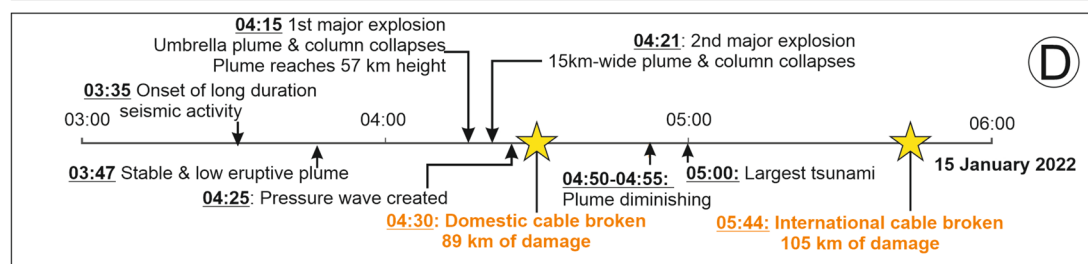 04:15 1st major explosion
Umbrella plume & column collapses
Plume reaches 57 km height
04:21: 2nd major explosion
15km-wide plume & column collapses
D
03:35 Onset of long duration
seismic activity
03:00
04:00
05:00
06:00
15 January 2022
03:47 Stable & low eruptive plume
04:25: Pressure wave created
04:30: Domestic cable broken
89 km of damage
04:50-04:55:
Plume diminishing
05:00: Largest tsunami
05:44: International cable broken
105 km of damage